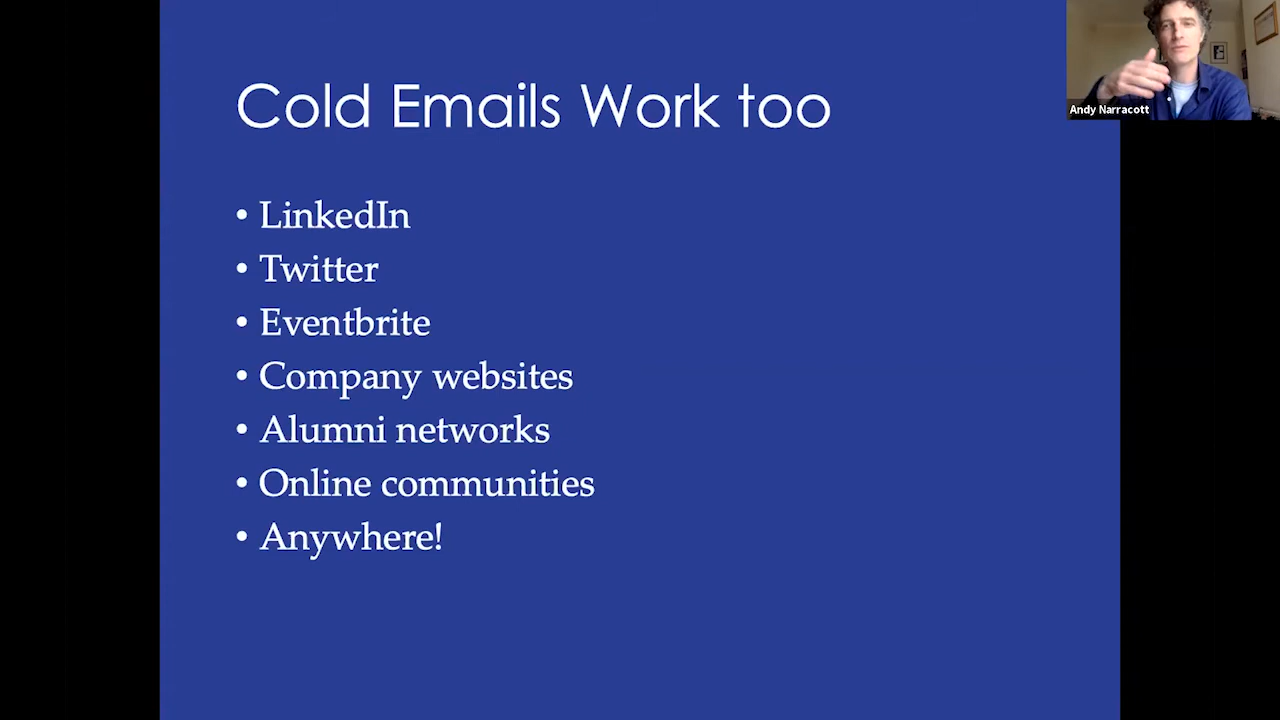 Cold Emails Work too
Andy Narracott
• LinkedIn
• Twitter
• Eventbrite
• Company websites
• Alumni networks
• Online communities
• Anywhere!